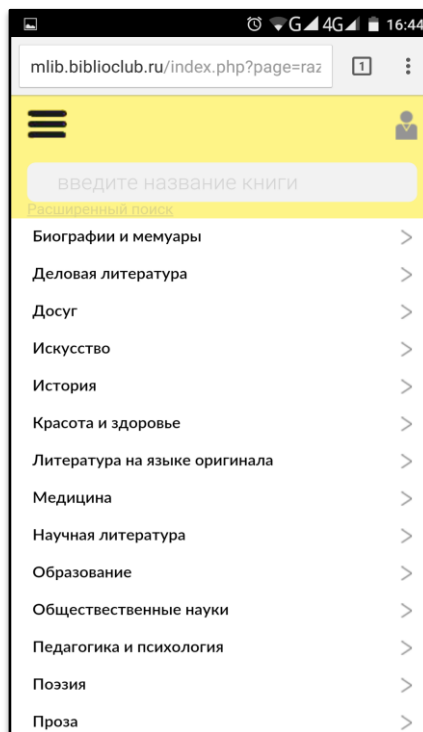 G 4G 16:44
mlib.biblioclub.ru/index.php?page=raz 1
введите название книги
Расширенный поиск
Биографии и мемуары
Деловая литература
Досуг
Искусство
История
Красота и здоровье
Литература на языке оригинала
Медицина
Научная литература
Образование
Общественные науки
Педагогика и психология
Поэзия
Проза